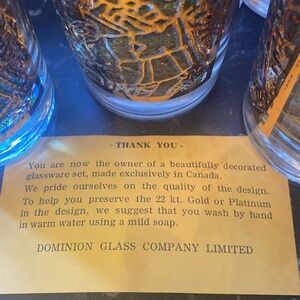 - THANK YOU -
You are now the owner of a beautifully decorated
glassware set, made exclusively in Canada.
We pride ourselves on the quality of the design.
To help you preserve the 22 kt. Gold or Platinum
in the design, we suggest that you wash by hand
in warm water using a mild soap.
DOMINION GLASS COMPANY LIMITED